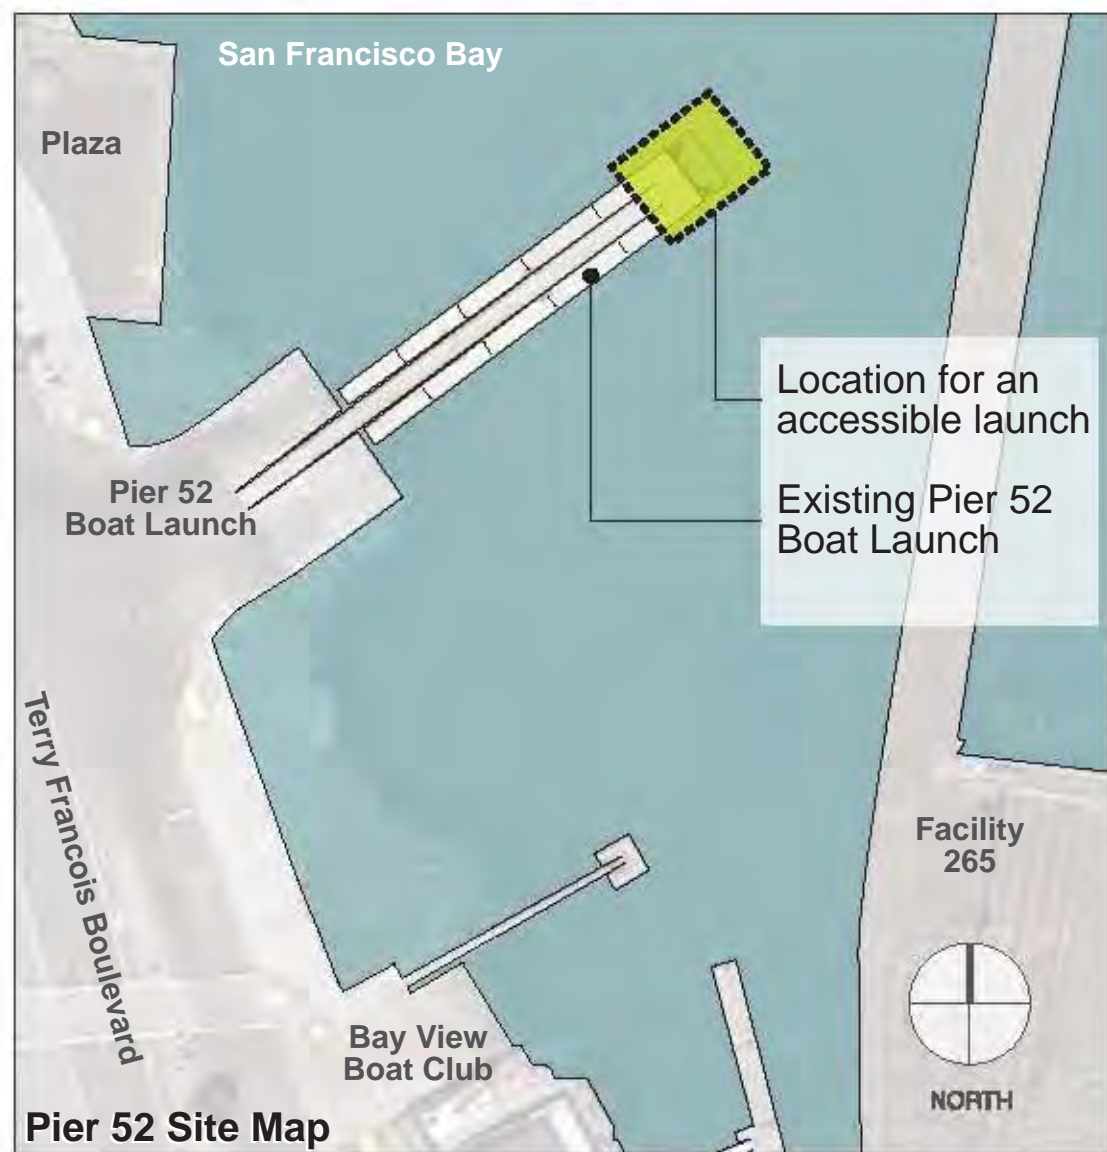 San Francisco Bay
Plaza
Location for an
accessible launch
Existing Pier 52
Boat Launch
Pier 52
Boat Launch
Terry Francois Boulevard
Facility
265
Bay View
Boat Club
NORTH
Pier 52 Site Map